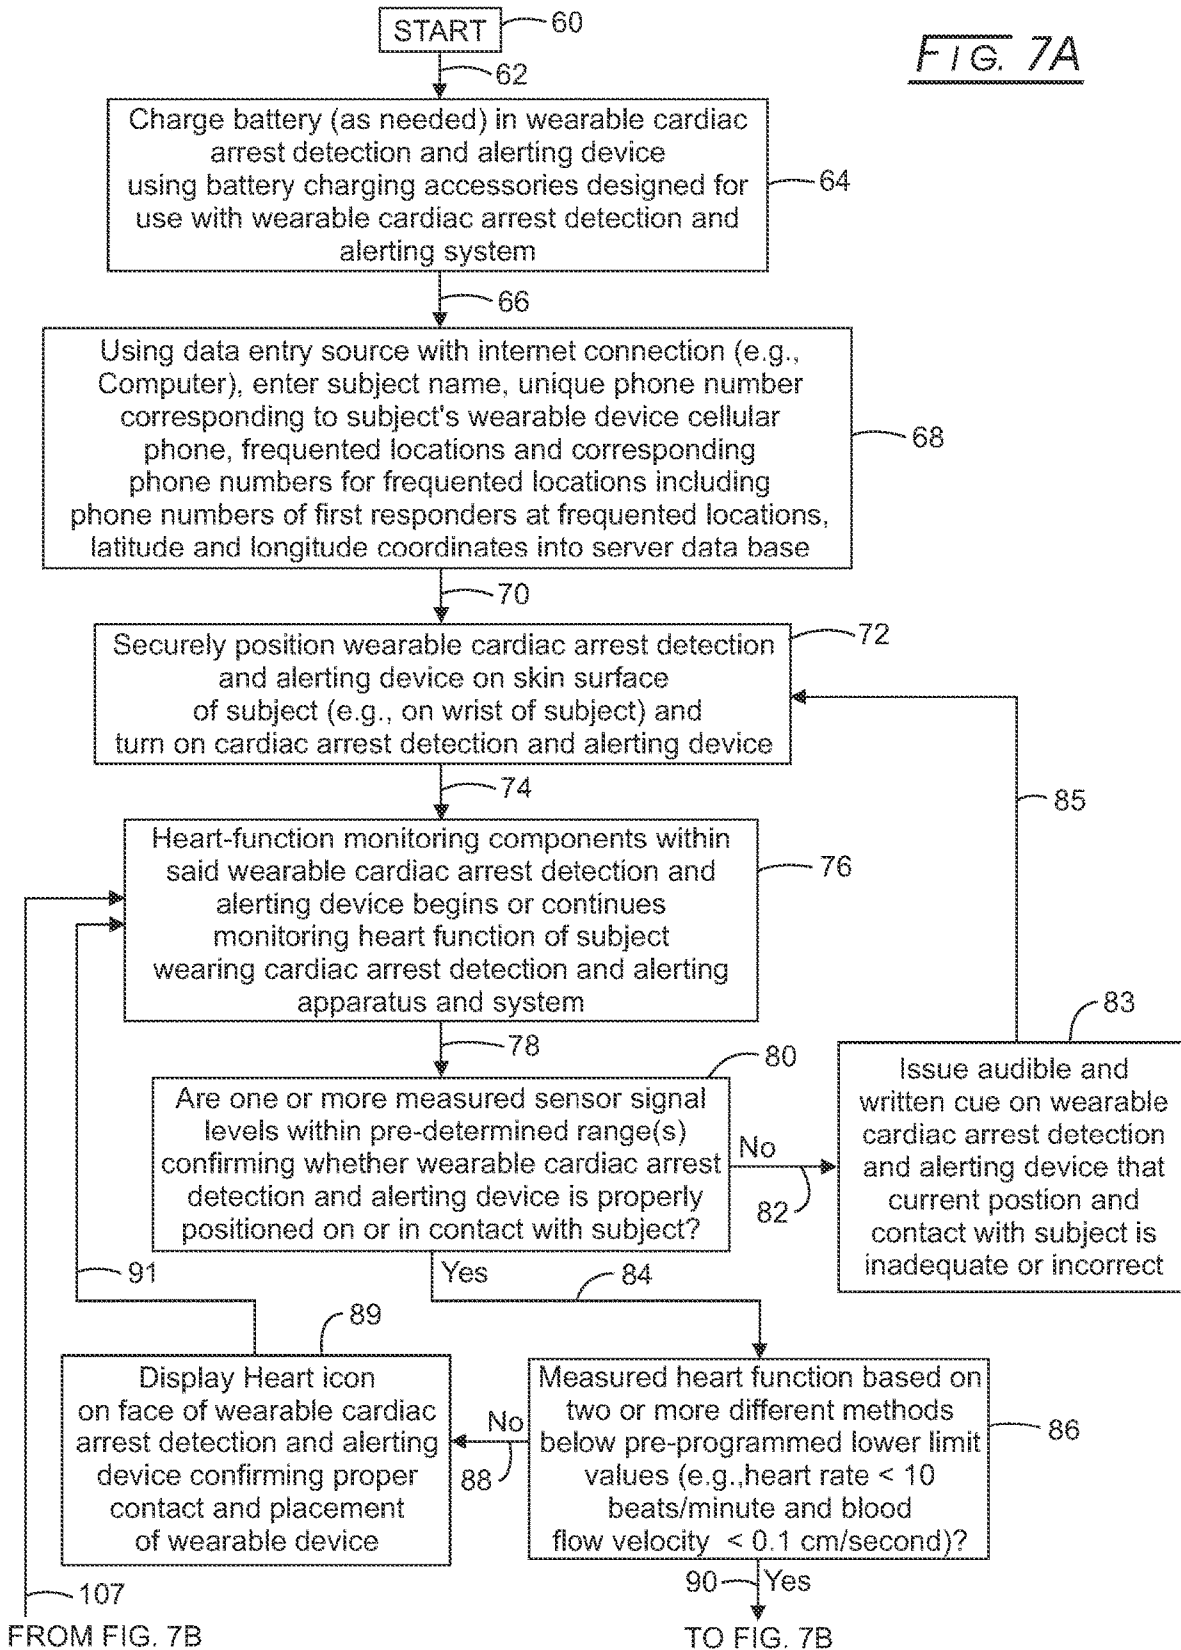 START
60
FIG. 7A
62
Charge battery (as needed) in wearable cardiac
arrest detection and alerting device
using battery charging accessories designed for
use with wearable cardiac arrest detection and
alerting system
64
66
Using data entry source with internet connection (e.g.,
Computer), enter subject name, unique phone number
corresponding to subject's wearable device cellular
phone, frequented locations and corresponding
phone numbers for frequented locations including
phone numbers of first responders at frequented locations,
latitude and longitude coordinates into server data base
68
70
Securely position wearable cardiac arrest detection
and alerting device on skin surface
of subject (e.g., on wrist of subject) and
turn on cardiac arrest detection and alerting device
72
74
85
Heart-function monitoring components within
said wearable cardiac arrest detection and
alerting device begins or continues
monitoring heart function of subject
wearing cardiac arrest detection and alerting
apparatus and system
76
78
80
Are one or more measured sensor signal
levels within pre-determined range(s)
confirming whether wearable cardiac arrest
detection and alerting device is properly
positioned on or in contact with subject?
No
82
83
Issue audible and
written cue on wearable
cardiac arrest detection
and alerting device that
current postion and
contact with subject is
inadequate or incorrect
Yes
84
91
89
Display Heart icon
on face of wearable cardiac
arrest detection and alerting
device confirming proper
contact and placement
of wearable device
No
88
Measured heart function based on
two or more different methods
below pre-programmed lower limit
values (e.g.,heart rate < 10
beats/minute and blood
flow velocity < 0.1 cm/second)?
86
90
Yes
107
FROM FIG. 7B
TO FIG. 7B